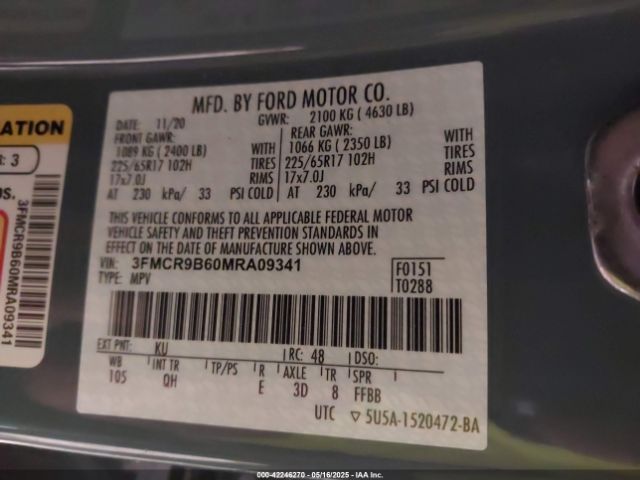 MFD. BY FORD MOTOR CO.
DATE: 11/20 GVWR: 2100 KG ( 4630 LB)
FRONT GAWR: REAR GAWR:
1089 KG ( 2400 LB) WITH 1066 KG ( 2350 LB) WITH
225/65R17 102H TIRES 225/65R17 102H TIRES
17x7.0J RIMS 17x7.0J RIMS
AT 230 kPa/ 33 PSI COLD AT 230 kPa/ 33 PSI COLD
THIS VEHICLE CONFORMS TO ALL APPLICABLE FEDERAL MOTOR
VEHICLE SAFETY AND BUMPER STANDARDS IN
EFFECT ON THE DATE OF MANUFACTURE SHOWN ABOVE.
VIN: 3FMCR9B60MRA09341
TYPE: MPV
F0151
T0288
EXT PNT: KU RC: 48 DSO:
WB INT TR TP/PS R AXLE TR SPR
105 QH E 3D 8 FFBB
UTC ▽ 5U5A-1520472-BA
ATION
: 3
os.
3FMCR9B60MRA09341
000-42246270 - 05/16/2025 - IAA Inc.